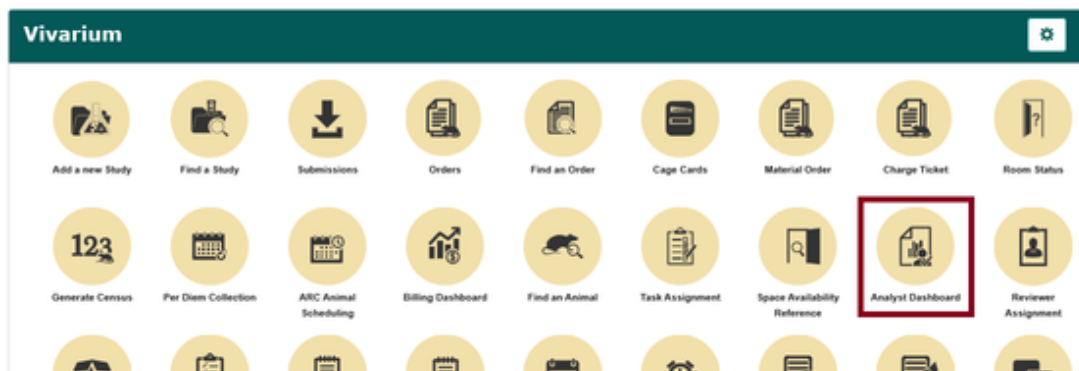 Vivarium
Add a new Study
Find a Study
Submissions
Orders
Find an Order
Cage Cards
Material Order
Charge Ticket
Room Status
?
123
Generate Census
Per Diem Collection
ARC Animal
Scheduling
Billing Dashboard
Find an Animal
Task Assignment
Space Availability
Reference
Analyst Dashboard
Reviewer
Assignment